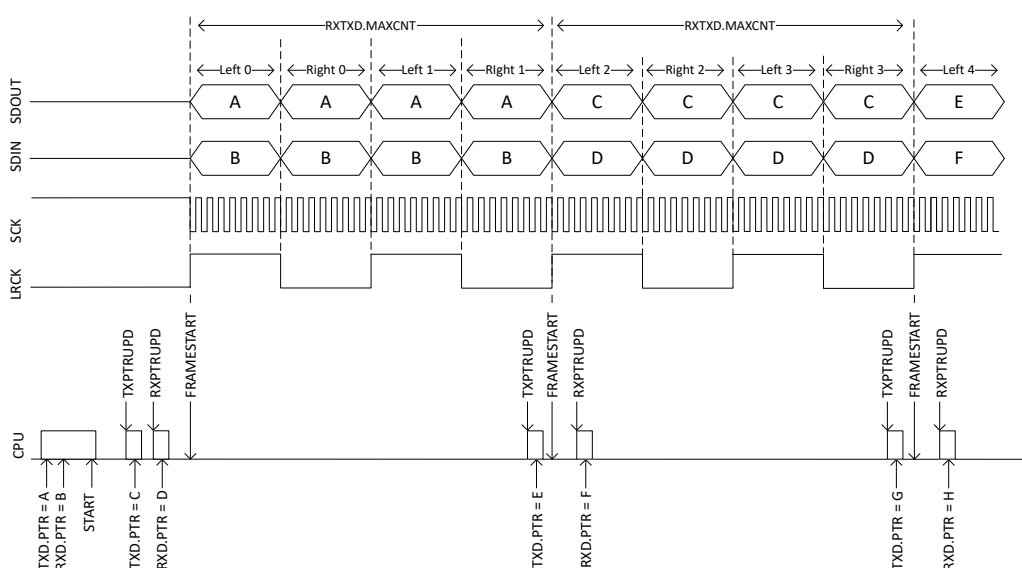 RXTXD.MAXCNT RXTXD.MAXCNT
Left 0 Right 0 Left 1 RIght 1 Left 2 Right 2 Left 3 Right 3 Left 4
SDOUT A A A A C C C C E
SDIN B B B B D D D D F
SCK
LRCK
TXPTRUPD RXPTRUPD FRAMESTART TXPTRUPD FRAMESTART RXPTRUPD TXPTRUPD FRAMESTART RXPTRUPD
CPU
TXD.PTR = A RXD.PTR = B START TXD.PTR = C RXD.PTR = D TXD.PTR = E RXD.PTR = F TXD.PTR = G RXD.PTR = H